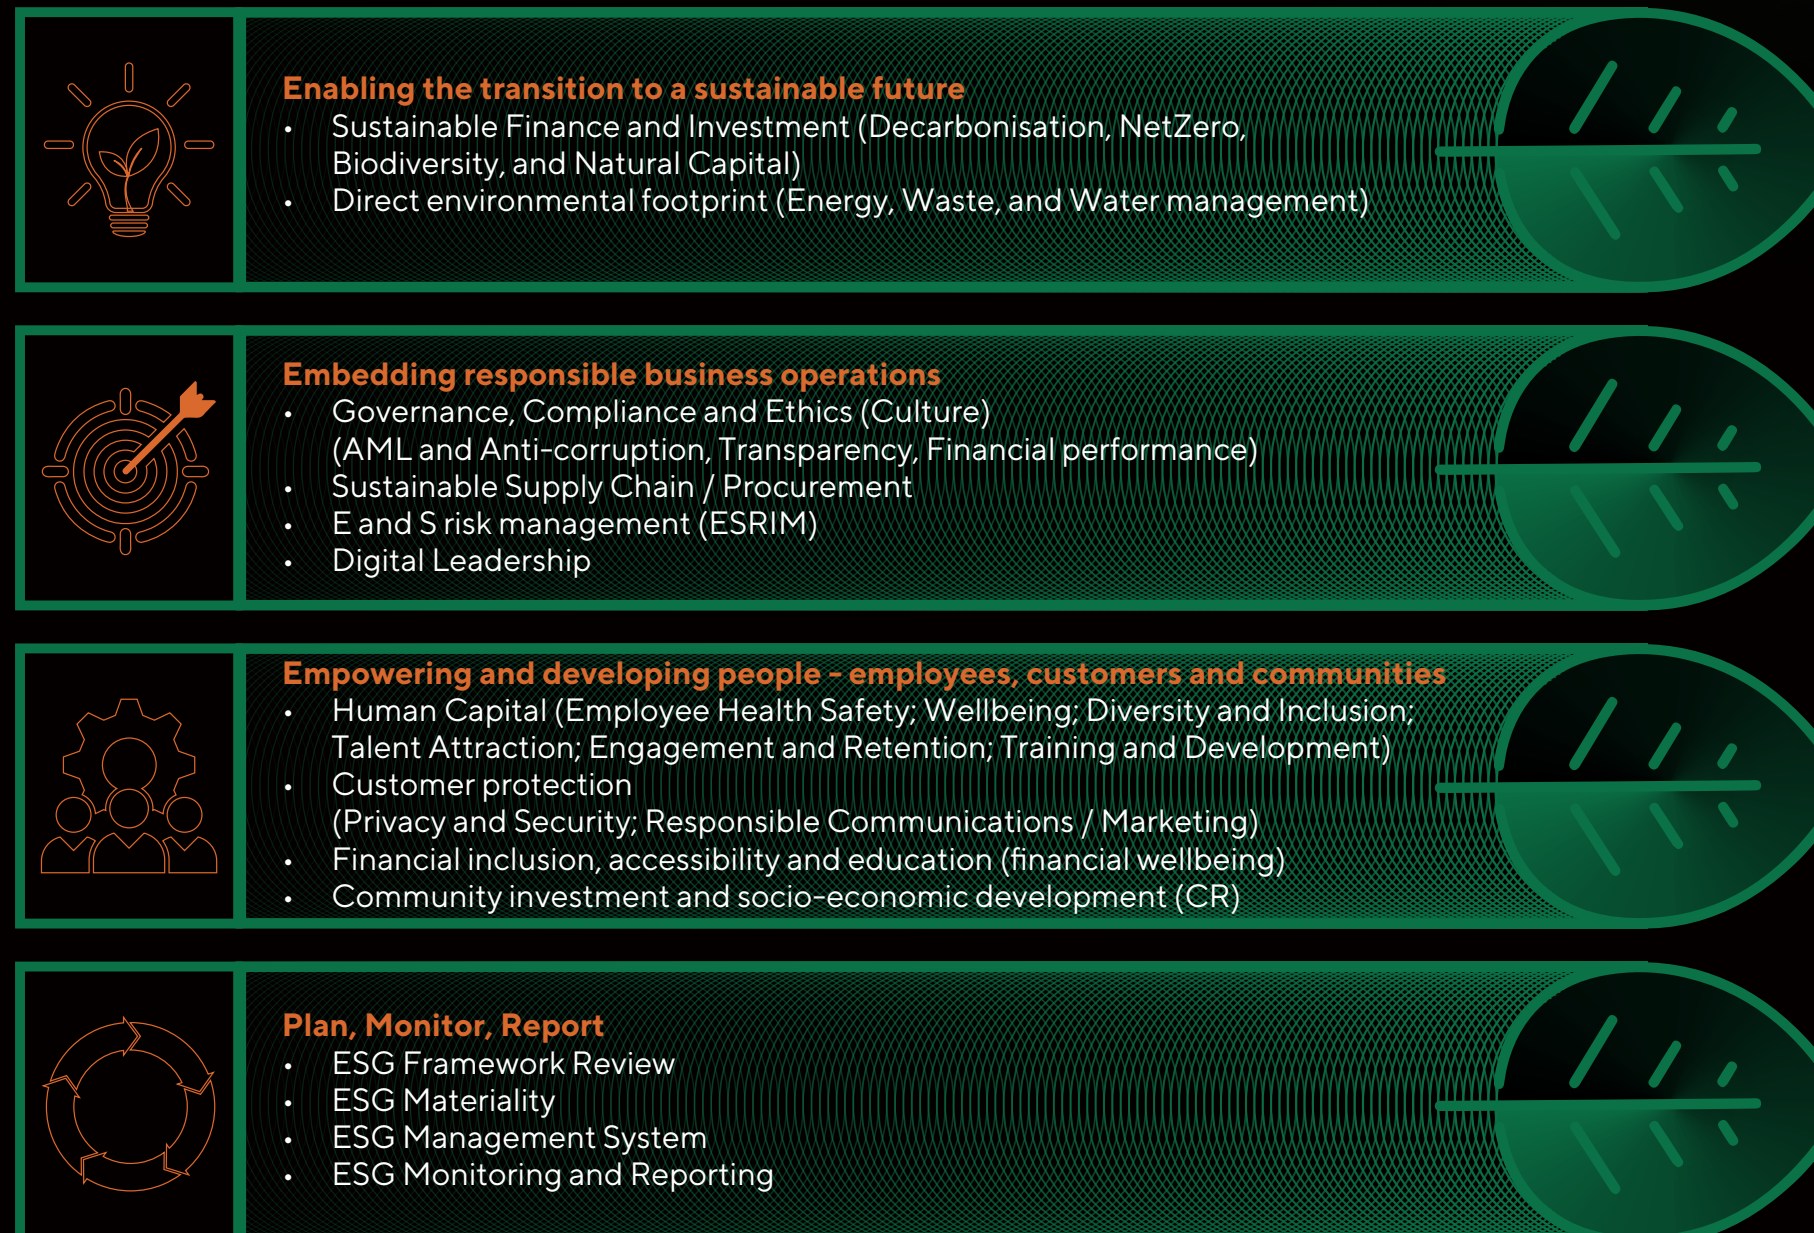 Enabling the transition to a sustainable future
• Sustainable Finance and Investment (Decarbonisation, NetZero,
Biodiversity, and Natural Capital)
• Direct environmental footprint (Energy, Waste, and Water management)
Embedding responsible business operations
• Governance, Compliance and Ethics (Culture)
(AML and Anti-corruption, Transparency, Financial performance)
• Sustainable Supply Chain / Procurement
• E and S risk management (ESRIM)
• Digital Leadership
Empowering and developing people - employees, customers and communities
• Human Capital (Employee Health Safety; Wellbeing; Diversity and Inclusion;
Talent Attraction; Engagement and Retention; Training and Development)
• Customer protection
(Privacy and Security; Responsible Communications / Marketing)
• Financial inclusion, accessibility and education (financial wellbeing)
• Community investment and socio-economic development (CR)
Plan, Monitor, Report
• ESG Framework Review
• ESG Materiality
• ESG Management System
• ESG Monitoring and Reporting